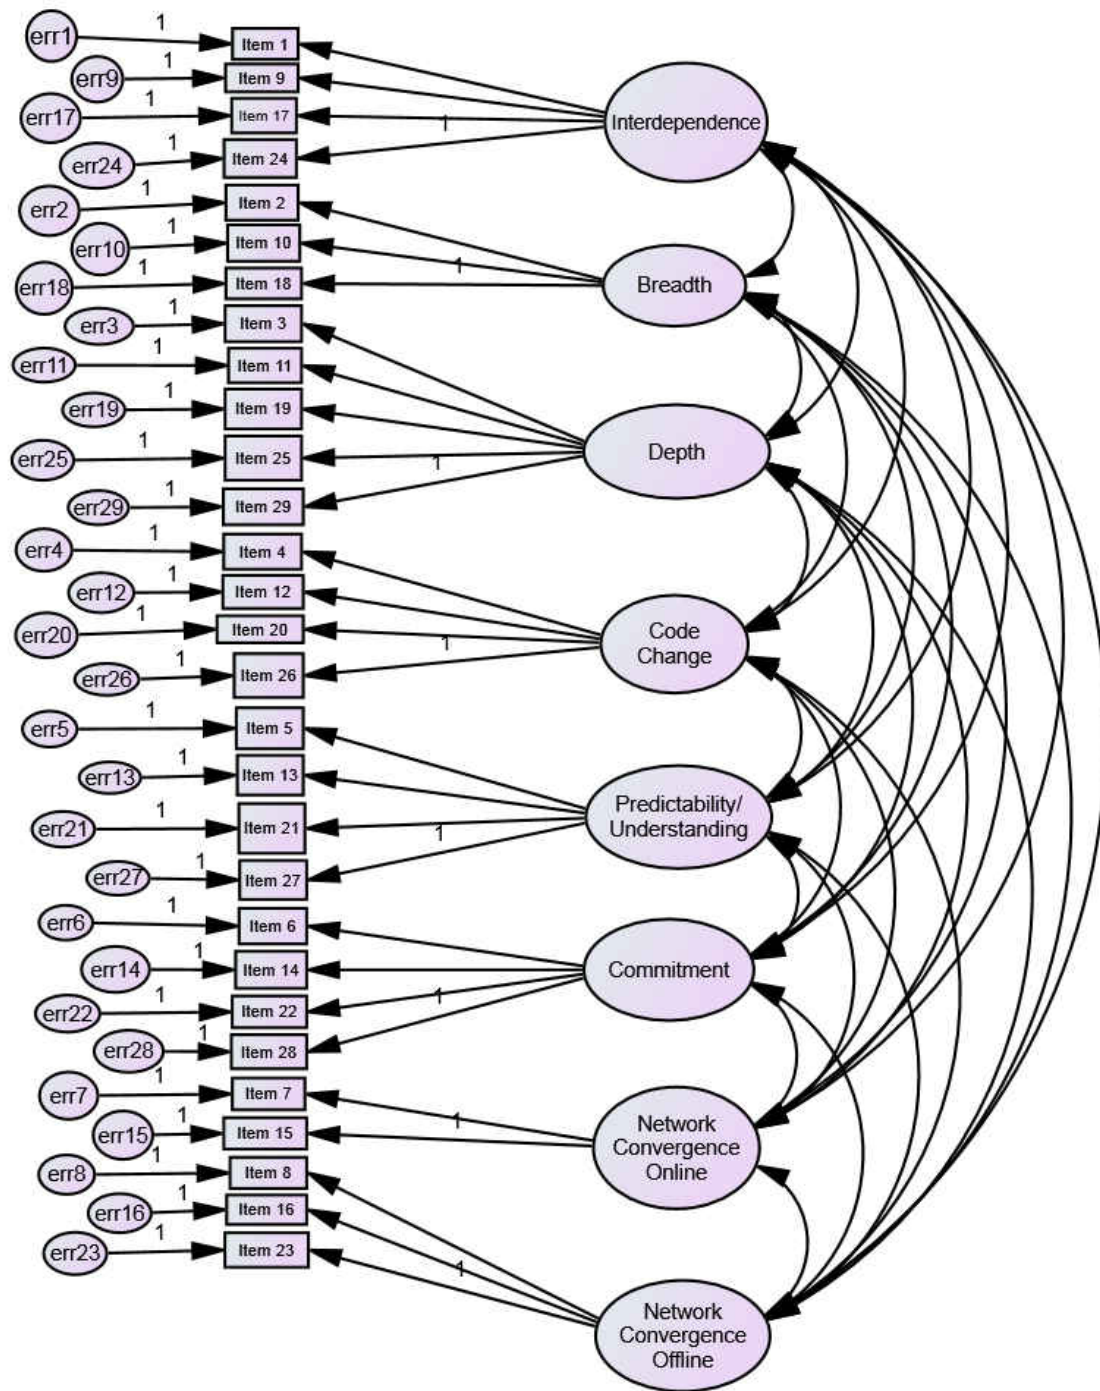 err1 1 Item 1
err9 1 Item 9
err17 1 Item 17
1
Interdependence
err24 1 Item 24
err2 1 Item 2
err10 1 Item 10
1
err18 1 Item 18
Breadth
err3 1 Item 3
err11 1 Item 11
err19 1 Item 19
err25 1 Item 25
1
Depth
err29 1 Item 29
err4 1 Item 4
err12 1 Item 12
err20 1 Item 20
1
Code
Change
err26 1 Item 26
err5 1 Item 5
err13 1 Item 13
err21 1 Item 21
1
Predictability/
Understanding
err27 1 Item 27
err6 1 Item 6
err14 1 Item 14
Commitment
err22 1 Item 22
1
err28 1 Item 28
err7 1 Item 7
1
err15 1 Item 15
Network
Convergence
Online
err8 1 Item 8
err16 1 Item 16
err23 1 Item 23
1
Network
Convergence
Offline